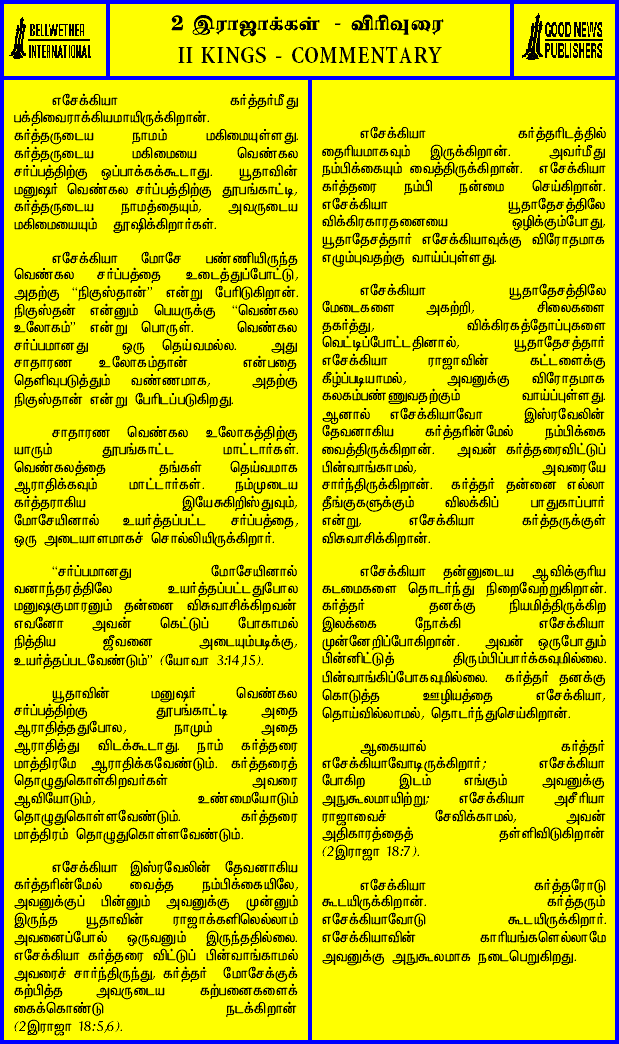 BELLWETHER
INTERNATIONAL
2 இராஜாக்கள் - விரிவுரை
II KINGS - COMMENTARY
GOOD NEWS
PUBLISHERS
எசேக்கியா கர்த்தர்மீது
பக்திவைராக்கியமாயிருக்கிறான்.
கர்த்தருடைய நாமம் மகிமையுள்ளது.
கர்த்தருடைய மகிமையை வெண்கல
சர்ப்பத்திற்கு ஒப்பாக்கக்கூடாது. யூதாவின்
மனுஷர் வெண்கல சர்ப்பத்திற்கு தூபங்காட்டி,
கர்த்தருடைய நாமத்தையும், அவருடைய
மகிமையையும் தூஷிக்கிறார்கள்.
எசேக்கியா மோசே பண்ணியிருந்த
வெண்கல சர்ப்பத்தை உடைத்துப்போட்டு,
அதற்கு “நிகுஸ்தான்” என்று பேரிடுகிறான்.
நிகுஸ்தன் என்னும் பெயருக்கு “வெண்கல
உலோகம்” என்று பொருள். வெண்கல
சர்ப்பமானது ஒரு தெய்வமல்ல. அது
சாதாரண உலோகம்தான் என்பதை
தெளிவுபடுத்தும் வண்ணமாக, அதற்கு
நிகுஸ்தான் என்று பேரிடப்படுகிறது.
சாதாரண வெண்கல உலோகத்திற்கு
யாரும் தூபங்காட்ட மாட்டார்கள்.
வெண்கலத்தை தங்கள் தெய்வமாக
ஆராதிக்கவும் மாட்டார்கள். நம்முடைய
கர்த்தராகிய இயேசுகிறிஸ்துவும்,
மோசேயினால் உயர்த்தப்பட்ட சர்ப்பத்தை,
ஒரு அடையாளமாகச் சொல்லியிருக்கிறார்.
“சர்ப்பமானது மோசேயினால்
வனாந்தரத்திலே உயர்த்தப்பட்டதுபோல
மனுஷகுமாரனும் தன்னை விசுவாசிக்கிறவன்
எவனோ அவன் கெட்டுப் போகாமல்
நித்திய ஜீவனை அடையும்படிக்கு,
உயர்த்தப்படவேண்டும்” (யோவா 3:14,15).
யூதாவின் மனுஷர் வெண்கல
சர்ப்பத்திற்கு தூபங்காட்டி அதை
ஆராதித்ததுபோல, நாமும் அதை
ஆராதித்து விடக்கூடாது. நாம் கர்த்தரை
மாத்திரமே ஆராதிக்கவேண்டும். கர்த்தரைத்
தொழுதுகொள்கிறவர்கள் அவரை
ஆவியோடும், உண்மையோடும்
தொழுதுகொள்ளவேண்டும். கர்த்தரை
மாத்திரம் தொழுதுகொள்ளவேண்டும்.
எசேக்கியா இஸ்ரவேலின் தேவனாகிய
கர்த்தரின்மேல் வைத்த நம்பிக்கையிலே,
அவனுக்குப் பின்னும் அவனுக்கு முன்னும்
இருந்த யூதாவின் ராஜாக்களிலெல்லாம்
அவனைப்போல் ஒருவனும் இருந்ததில்லை.
எசேக்கியா கர்த்தரை விட்டுப் பின்வாங்காமல்
அவரைச் சார்ந்திருந்து, கர்த்தர் மோசேக்குக்
கற்பித்த அவருடைய கற்பனைகளைக்
கைக்கொண்டு நடக்கிறான்
(2இராஜா 18:5,6).
எசேக்கியா கர்த்தரிடத்தில்
தைரியமாகவும் இருக்கிறான். அவர்மீது
நம்பிக்கையும் வைத்திருக்கிறான். எசேக்கியா
கர்த்தரை நம்பி நன்மை செய்கிறான்.
எசேக்கியா யூதாதேசத்திலே
விக்கிரகாரதனையை ஒழிக்கும்போது,
யூதாதேசத்தார் எசேக்கியாவுக்கு விரோதமாக
எழும்புவதற்கு வாய்ப்புள்ளது.
எசேக்கியா யூதாதேசத்திலே
மேடைகளை அகற்றி, சிலைகளை
தகர்த்து, விக்கிரகத்தோப்புகளை
வெட்டிப்போட்டதினால், யூதாதேசத்தார்
எசேக்கியா ராஜாவின் கட்டளைக்கு
கீழ்ப்படியாமல், அவனுக்கு விரோதமாக
கலகம்பண்ணுவதற்கும் வாய்ப்புள்ளது.
ஆனால் எசேக்கியாவோ இஸ்ரவேலின்
தேவனாகிய கர்த்தரின்மேல் நம்பிக்கை
வைத்திருக்கிறான். அவன் கர்த்தரைவிட்டுப்
பின்வாங்காமல், அவரையே
சார்ந்திருக்கிறான். கர்த்தர் தன்னை எல்லா
தீங்குகளுக்கும் விலக்கிப் பாதுகாப்பார்
என்று, எசேக்கியா கர்த்தருக்குள்
விசுவாசிக்கிறான்.
எசேக்கியா தன்னுடைய ஆவிக்குரிய
கடமைகளை தொடர்ந்து நிறைவேற்றுகிறான்.
கர்த்தர் தனக்கு நியமித்திருக்கிற
இலக்கை நோக்கி எசேக்கியா
முன்னேறிப்போகிறான். அவன் ஒருபோதும்
பின்னிட்டுத் திரும்பிப்பார்க்கவுமில்லை.
பின்வாங்கிப்போகவுமில்லை. கர்த்தர் தனக்கு
கொடுத்த ஊழியத்தை எசேக்கியா,
தொய்வில்லாமல், தொடர்ந்துசெய்கிறான்.
ஆகையால் கர்த்தர்
எசேக்கியாவோடிருக்கிறார்; எசேக்கியா
போகிற இடம் எங்கும் அவனுக்கு
அநுகூலமாயிற்று; எசேக்கியா அசீரியா
ராஜாவைச் சேவிக்காமல், அவன்
அதிகாரத்தைத் தள்ளிவிடுகிறான்
(2இராஜா 18:7).
எசேக்கியா கர்த்தரோடு
கூடயிருக்கிறான். கர்த்தரும்
எசேக்கியாவோடு கூடயிருக்கிறார்.
எசேக்கியாவின் காரியங்களெல்லாமே
அவனுக்கு அநுகூலமாக நடைபெறுகிறது.